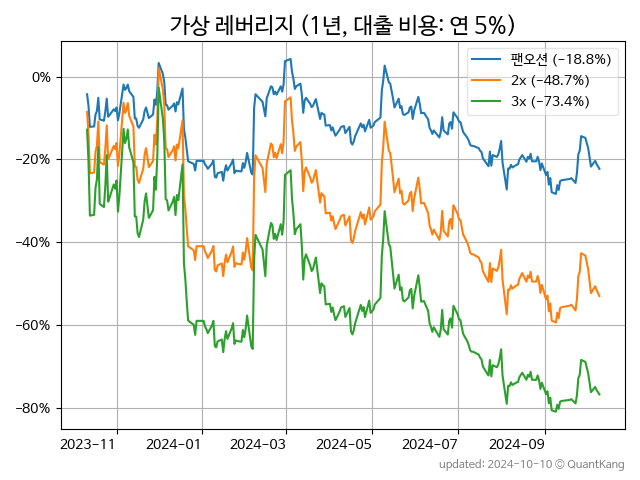 가상 레버리지 (1년, 대출 비용: 연 5%)
팬오션 (−18.8%)
2x (−48.7%)
3x (−73.4%)
0%
−20%
−40%
−60%
−80%
2023-11
2024-01
2024-03
2024-05
2024-07
2024-09
updated: 2024-10-10 © QuantKang